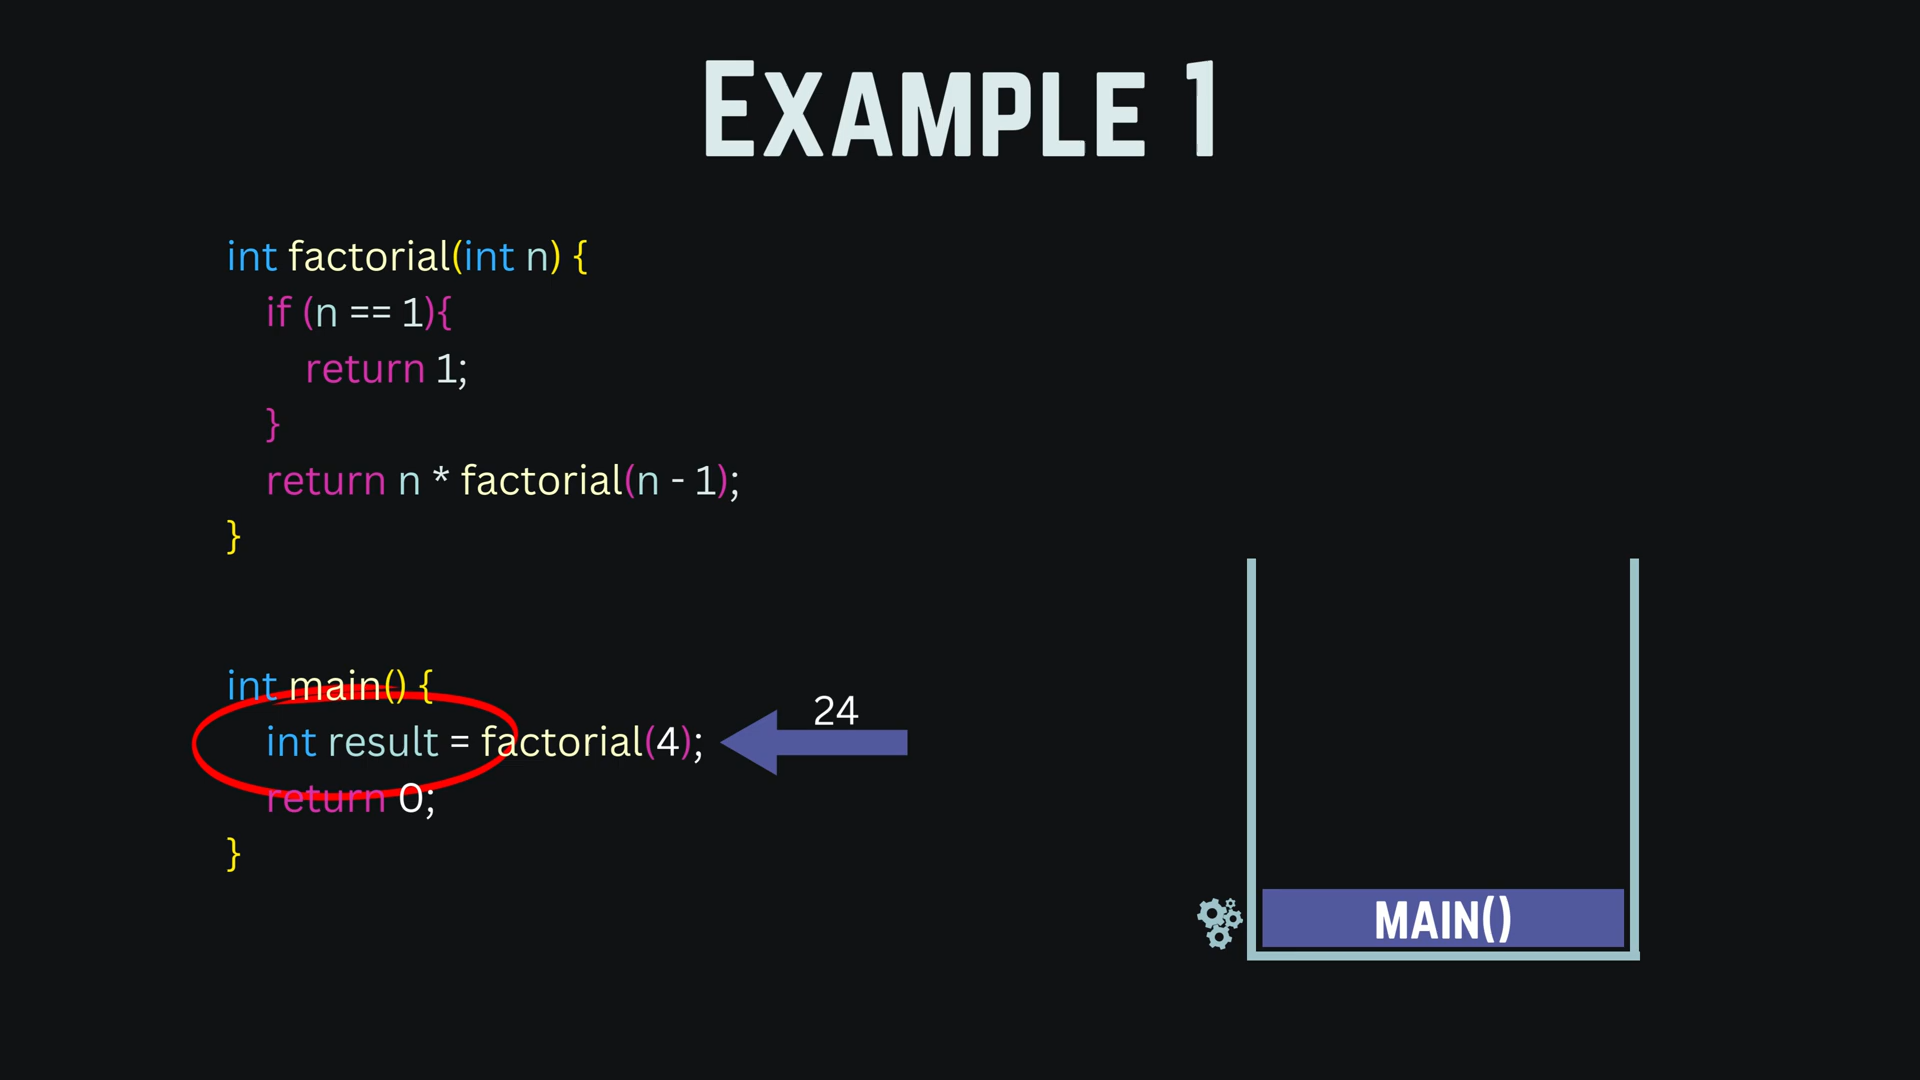 EXAMPLE 1
int factorial(int n) {
if (n == 1){
return 1;
}
return n * factorial(n - 1);
}
int main() {
int result = factorial(4);
24
return 0;
}
MAIN()